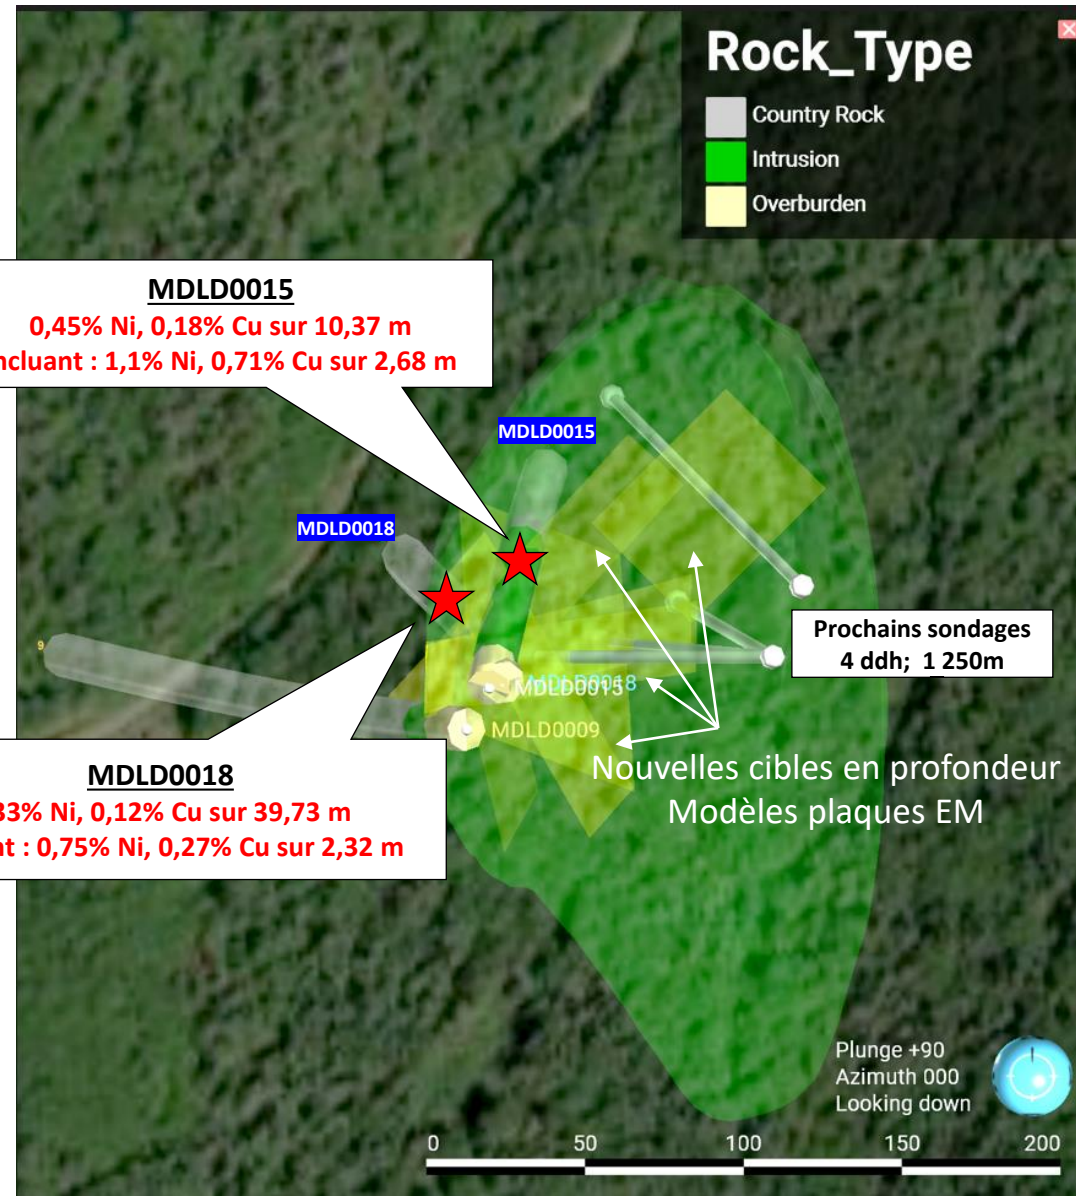 Rock_Type
Country Rock
Intrusion
Overburden
MDLD0015
0,45% Ni, 0,18% Cu sur 10,37 m
ncluant : 1,1% Ni, 0,71% Cu sur 2,68 m
MDLD0015
MDLD0018
9
Prochains sondages
4 ddh; 1 250m
MDLD0018
MDLD0015
MDLD0009
Nouvelles cibles en profondeur
Modèles plaques EM
MDLD0018
33% Ni, 0,12% Cu sur 39,73 m
nt : 0,75% Ni, 0,27% Cu sur 2,32 m
Plunge +90
Azimuth 000
Looking down
0 50 100 150 200